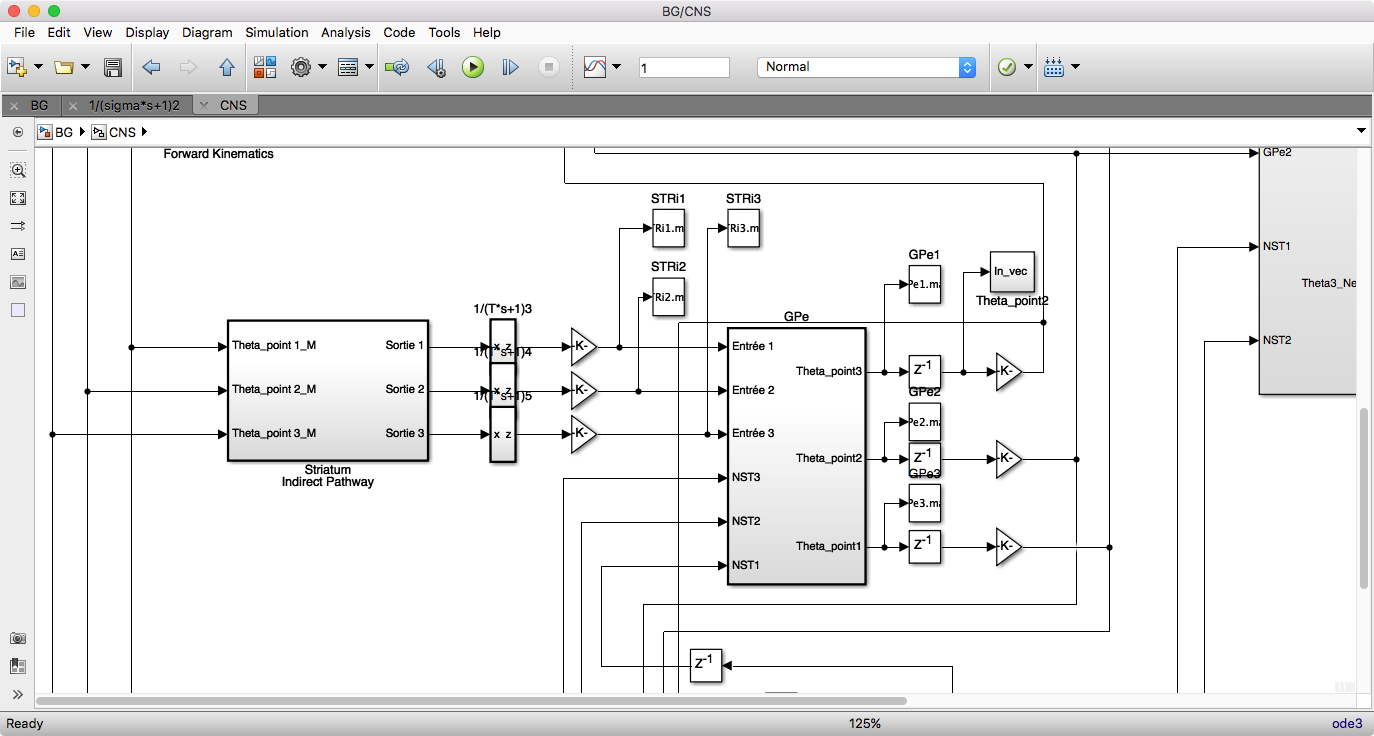 BG/CNS
File Edit View Display Diagram Simulation Analysis Code Tools Help
1 Normal
BG 1/(sigma*s+1)2 CNS
BG CNS
Forward Kinematics
GPe2
STRi1 STRi3
Ri1.m Ri3.m
NST1
GPe1
STRi2
In_vec
Pe1.ma
Theta3_Ne
Ri2.m
Theta_point2
1/(T*s+1)3
GPe
NST2
Theta_point 1_M Sortie 1
x z
-K-
Entrée 1
1/(T*s+1)4
Theta_point3
Z-1
-K-
Theta_point 2_M Sortie 2
x z
-K-
Entrée 2
GPe2
1/(T*s+1)5
Pe2.ma
Theta_point 3_M Sortie 3
x z
-K-
Entrée 3
Theta_point2
Z-1
-K-
Striatum
Indirect Pathway
GPe3
NST3
Pe3.ma
NST2
Theta_point1
Z-1
-K-
NST1
Z-1
Ready 125% ode3